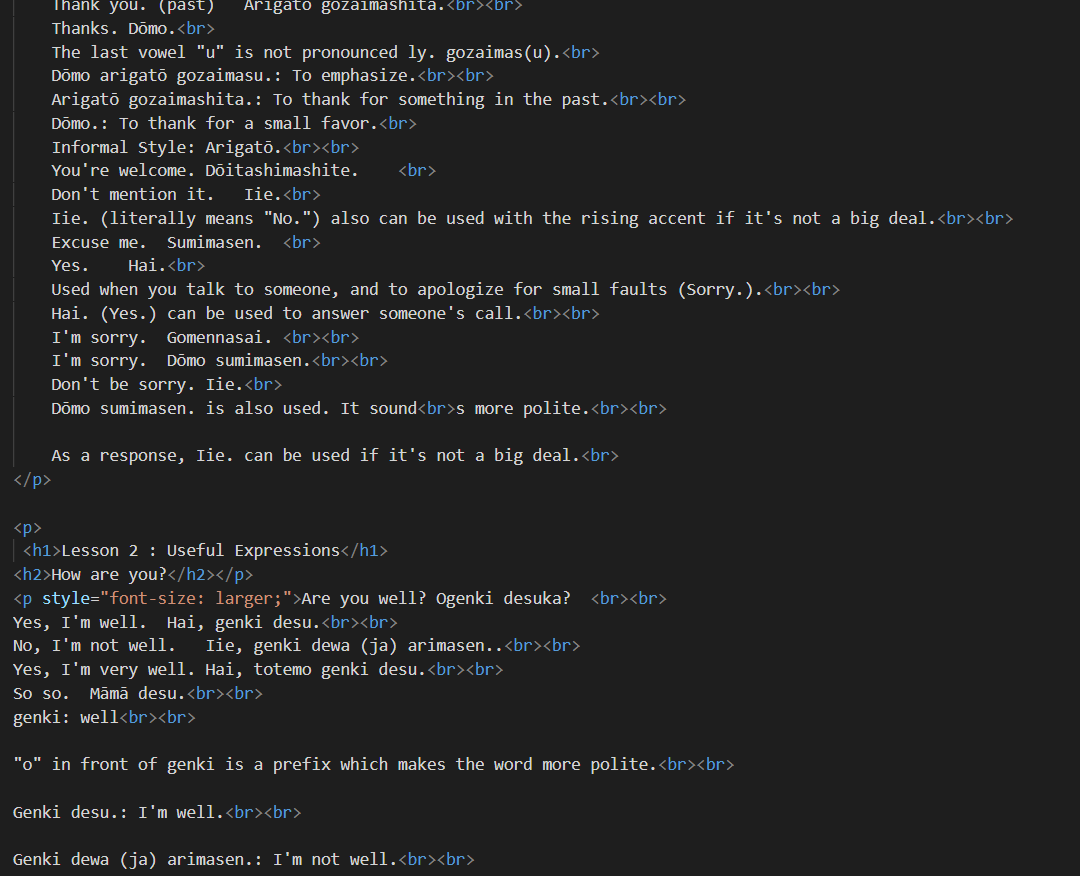 Thank you. (past)   Arigatō gozaimashita.<br><br>
Thanks. Dōmo.<br>
The last vowel "u" is not pronounced ly. gozaimas(u).<br>
Dōmo arigatō gozaimasu.: To emphasize.<br><br>
Arigatō gozaimashita.: To thank for something in the past.<br><br>
Dōmo.: To thank for a small favor.<br>
Informal Style: Arigatō.<br><br>
You're welcome. Dōitashimashite.    <br>
Don't mention it.   Iie.<br>
Iie. (literally means "No.") also can be used with the rising accent if it's not a big deal.<br><br>
Excuse me.  Sumimasen.  <br>
Yes.    Hai.<br>
Used when you talk to someone, and to apologize for small faults (Sorry.).<br><br>
Hai. (Yes.) can be used to answer someone's call.<br><br>
I'm sorry.  Gomennasai. <br><br>
I'm sorry.  Dōmo sumimasen.<br><br>
Don't be sorry. Iie.<br>
Dōmo sumimasen. is also used. It sound<br>s more polite.<br><br>
As a response, Iie. can be used if it's not a big deal.<br>
</p>
<p>
<h1>Lesson 2 : Useful Expressions</h1>
<h2>How are you?</h2></p>
<p style="font-size: larger;">Are you well? Ogenki desuka?  <br><br>
Yes, I'm well.  Hai, genki desu.<br><br>
No, I'm not well.   Iie, genki dewa (ja) arimasen..<br><br>
Yes, I'm very well. Hai, totemo genki desu.<br><br>
So so.  Māmā desu.<br><br>
genki: well<br><br>
"o" in front of genki is a prefix which makes the word more polite.<br><br>
Genki desu.: I'm well.<br><br>
Genki dewa (ja) arimasen.: I'm not well.<br><br>